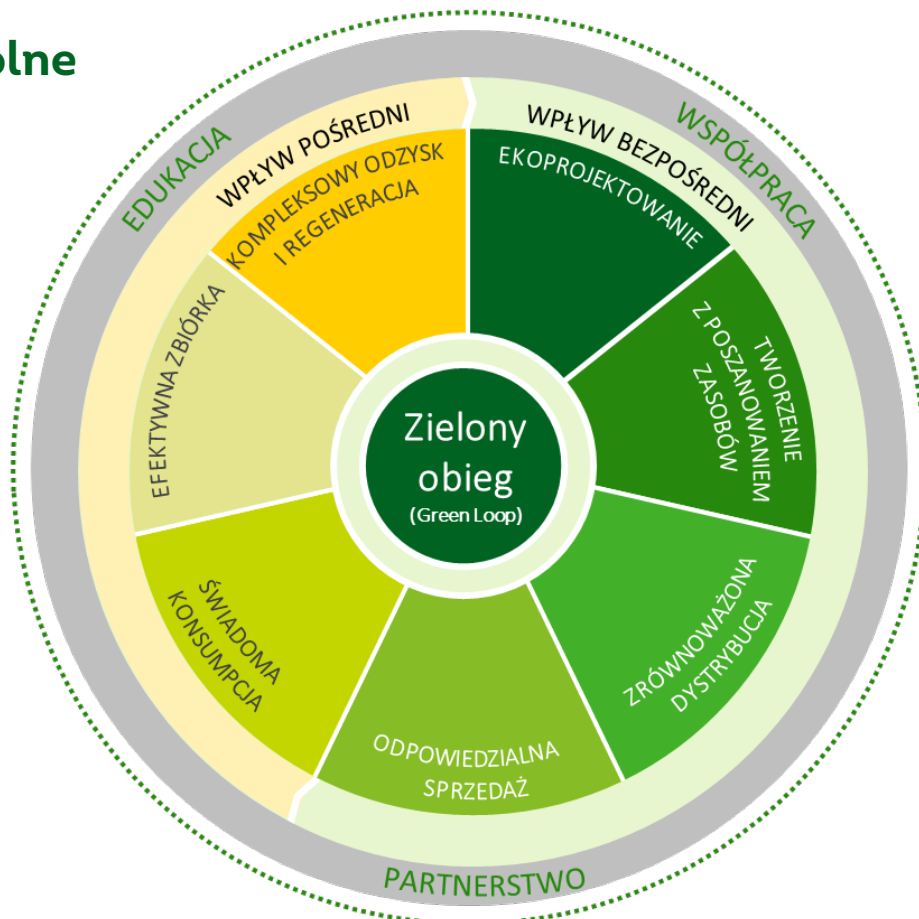 olne
EDUKACJA
WSPÓŁPRACA
PARTNERSTWO
WPŁYW POŚREDNI
WPŁYW BEZPOŚREDNI
EKOPROJEKTOWANIE
TWORZENIE
Z POSZANOWANIEM
ZASOBÓW
ZRÓWNOWAŻONA
DYSTRYBUCJA
ODPOWIEDZIALNA
SPRZEDAŻ
ŚWIADOMA
KONSUMPCJA
EFEKTYWNA ZBIÓRKA
KOMPLEKSOWY ODZYSK
I REGENERACJA
Zielony
obieg
(Green Loop)